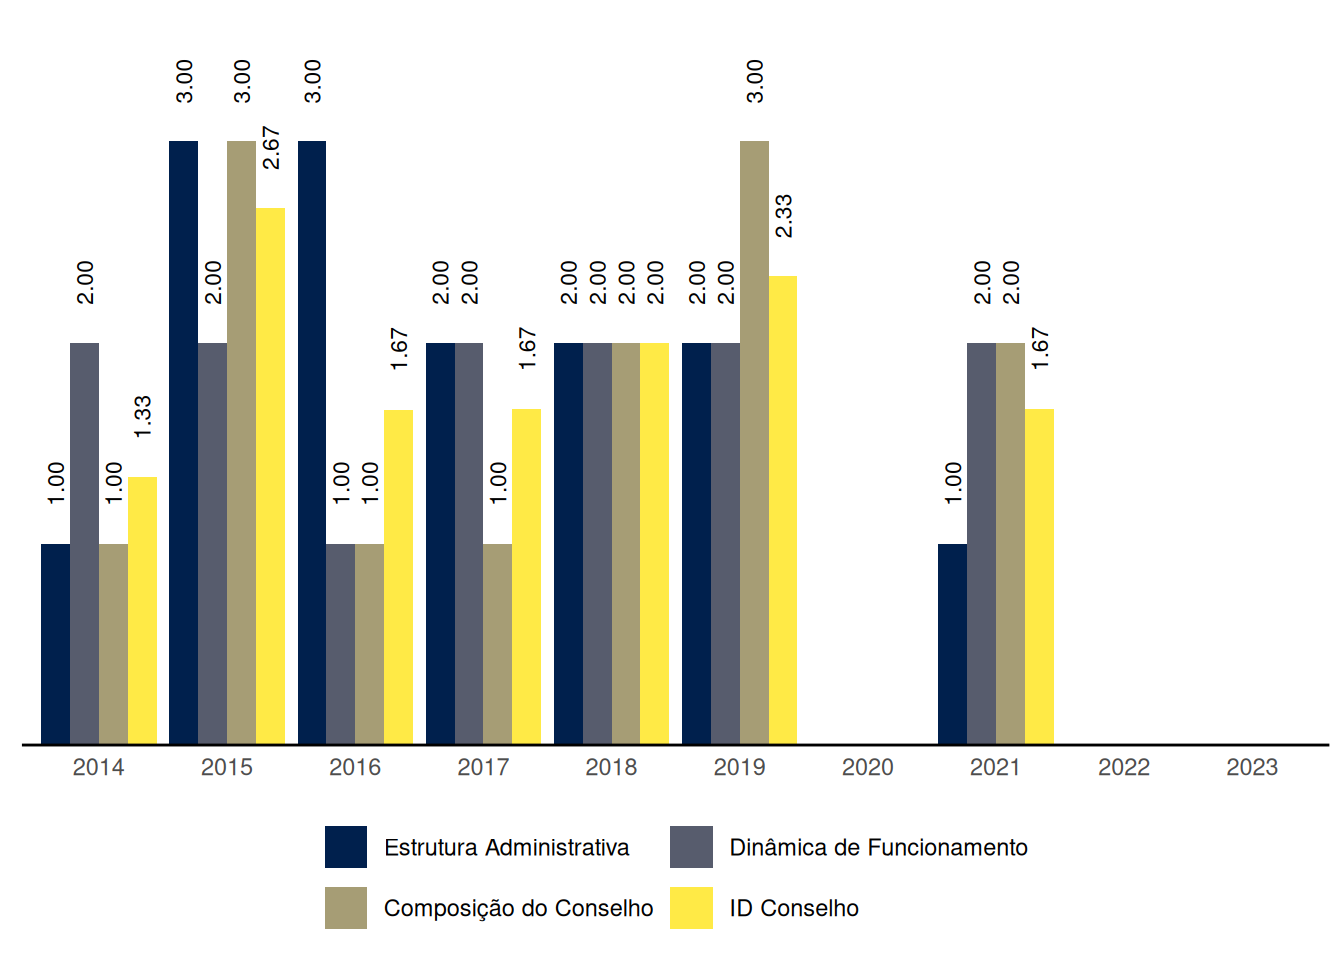 3.00 3.00 3.00 3.00
2.67
2.33
2.00 2.00 2.00 2.00 2.00 2.00 2.00 2.00 2.00 2.00 2.00 2.00
1.67 1.67 1.67
1.33
1.00 1.00 1.00 1.00 1.00 1.00
2014 2015 2016 2017 2018 2019 2020 2021 2022 2023
Estrutura Administrativa Dinâmica de Funcionamento
Composição do Conselho ID Conselho